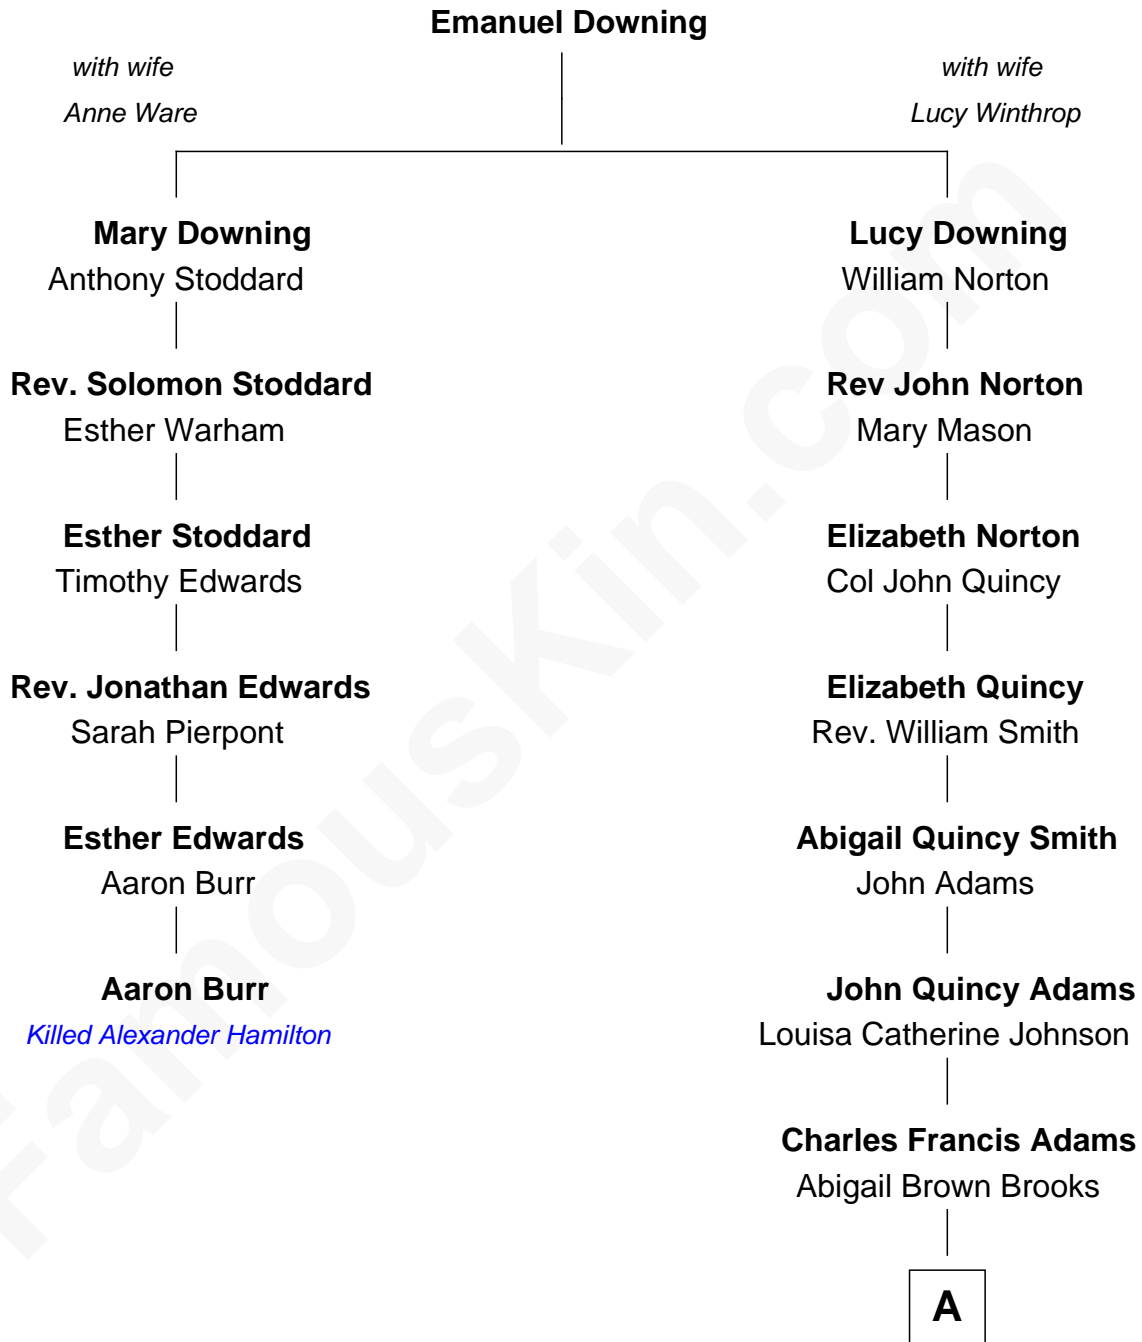 Emanuel Downing
with wife
Anne Ware
with wife
Lucy Winthrop
Mary Downing
Anthony Stoddard
Lucy Downing
William Norton
Rev. Solomon Stoddard
Esther Warham
Rev John Norton
Mary Mason
Esther Stoddard
Timothy Edwards
Elizabeth Norton
Col John Quincy
Rev. Jonathan Edwards
Sarah Pierpont
Elizabeth Quincy
Rev. William Smith
Esther Edwards
Aaron Burr
Abigail Quincy Smith
John Adams
Aaron Burr
Killed Alexander Hamilton
John Quincy Adams
Louisa Catherine Johnson
Charles Francis Adams
Abigail Brown Brooks
A
FamousKin.com